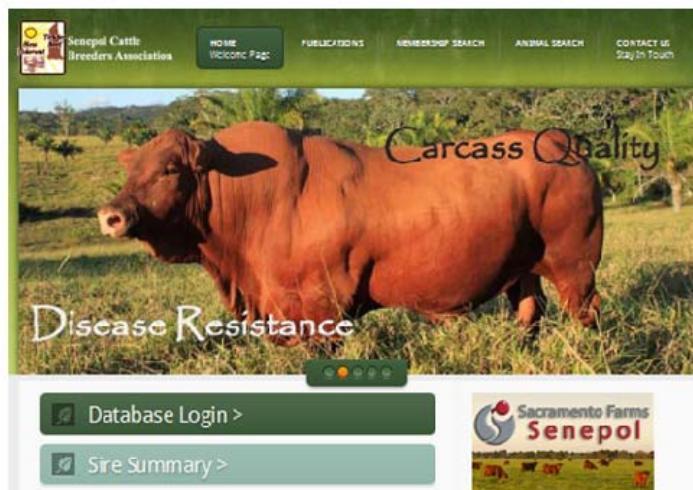 Senepol Cattle
Breeders Association
HOME
Welcome Page
PUBLICATIONS
MEMBERSHIP SEARCH
ANIMAL SEARCH
CONTACT US
Stay In Touch
Carcass Quality
Disease Resistance
Database Login >
Sire Summary >
Sacramento Farms
Senepol